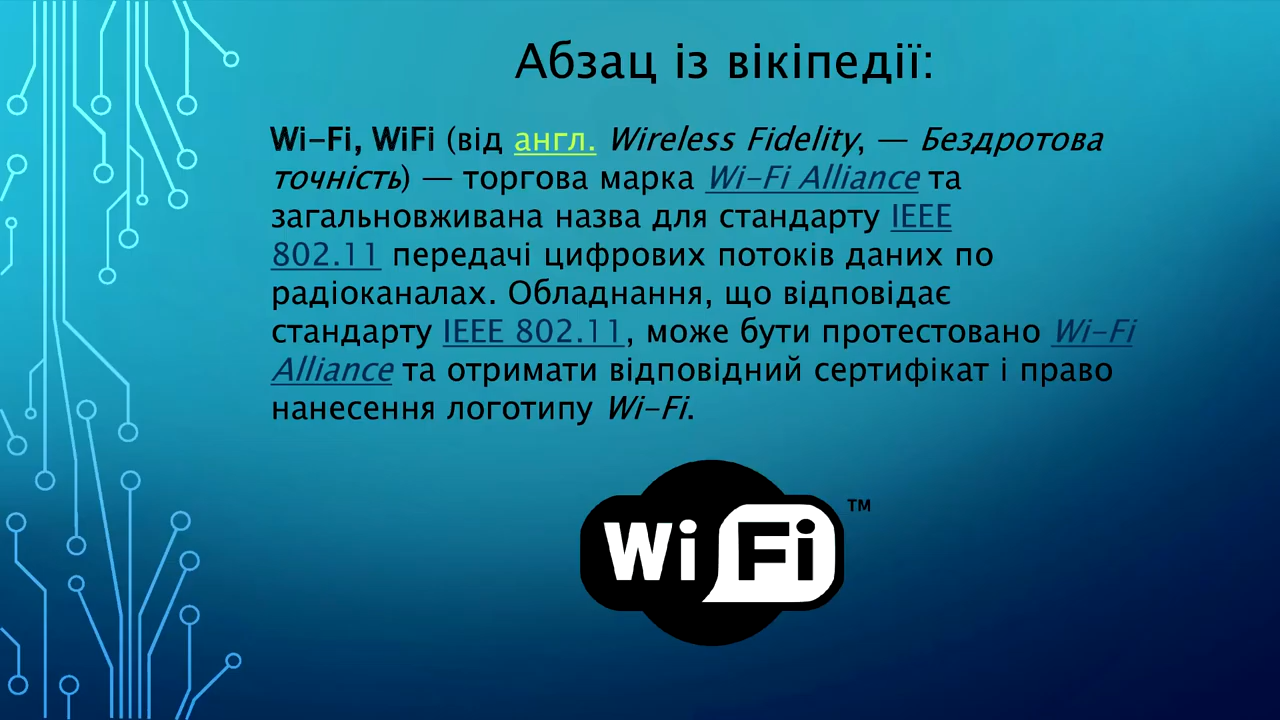 Абзац із вікіпедії:
Wi-Fi, WiFi (від англ. Wireless Fidelity, — Бездротова
точність) — торгова марка Wi-Fi Alliance та
загальновживана назва для стандарту IEEE
802.11 передачі цифрових потоків даних по
радіоканалах. Обладнання, що відповідає
стандарту IEEE 802.11, може бути протестовано Wi-Fi
Alliance та отримати відповідний сертифікат і право
нанесення логотипу Wi-Fi.
Wi Fi TM